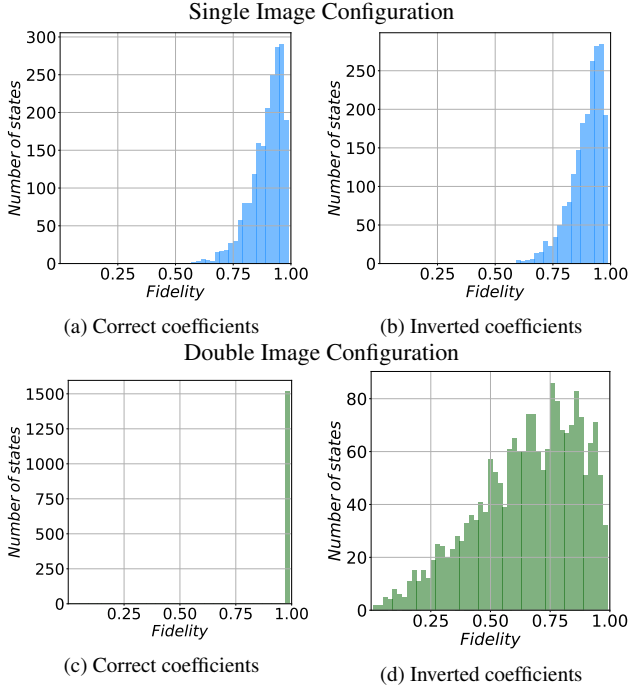 Single Image Configuration
300
250
200
150
100
50
0
Number of states
0.25 0.50 0.75 1.00
Fidelity
(a) Correct coefficients
250
200
150
100
50
0
Number of states
0.25 0.50 0.75 1.00
Fidelity
(b) Inverted coefficients
Double Image Configuration
1500
1250
1000
750
500
250
0
Number of states
0.25 0.50 0.75 1.00
Fidelity
(c) Correct coefficients
80
60
40
20
0
Number of states
0.25 0.50 0.75 1.00
Fidelity
(d) Inverted coefficients